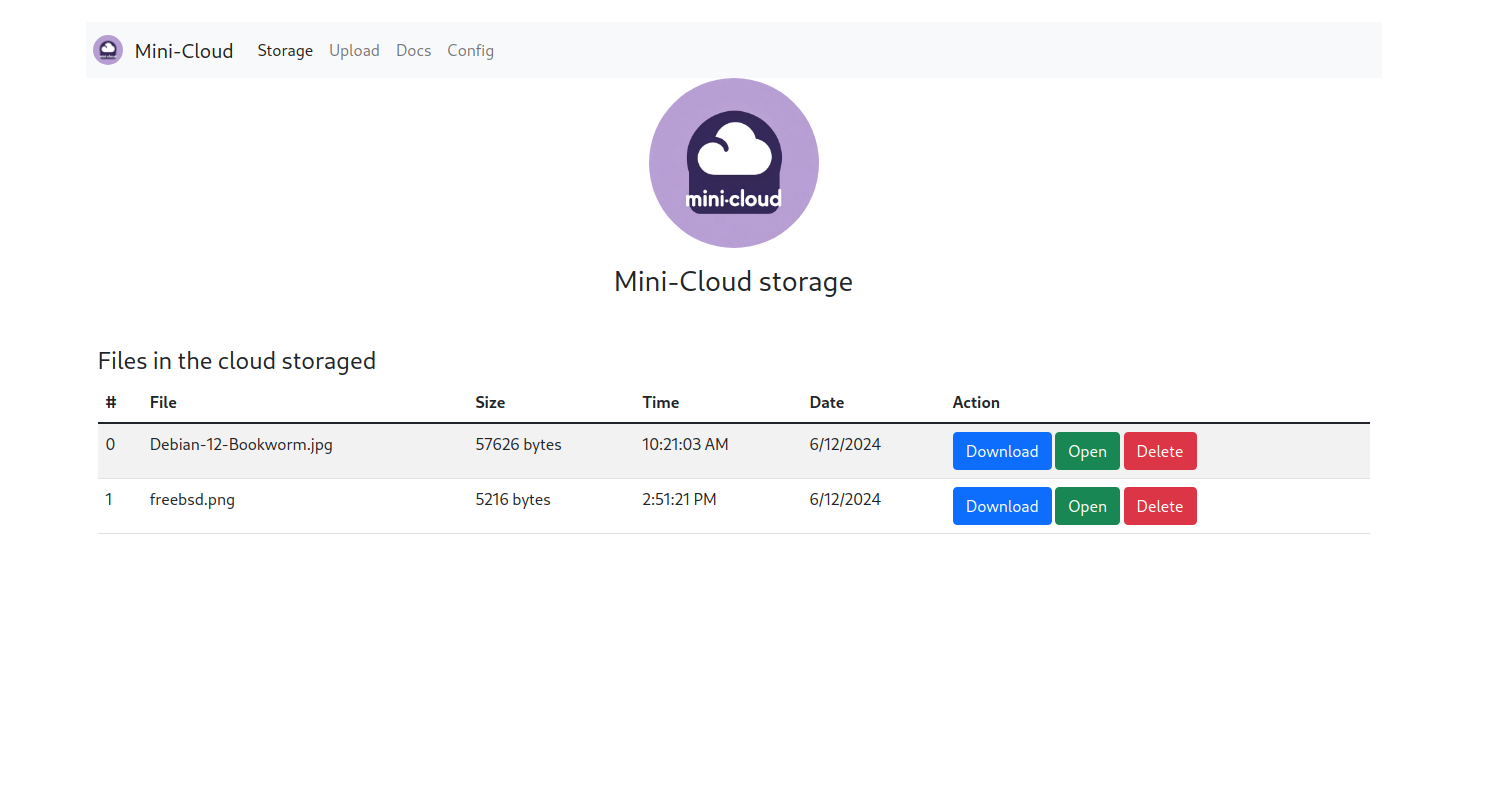 Mini-Cloud Storage Upload Docs Config
mini-cloud
Mini-Cloud storage
Files in the cloud storaged
# File Size Time Date Action
0 Debian-12-Bookworm.jpg 57626 bytes 10:21:03 AM 6/12/2024 Download Open Delete
1 freebsd.png 5216 bytes 2:51:21 PM 6/12/2024 Download Open Delete